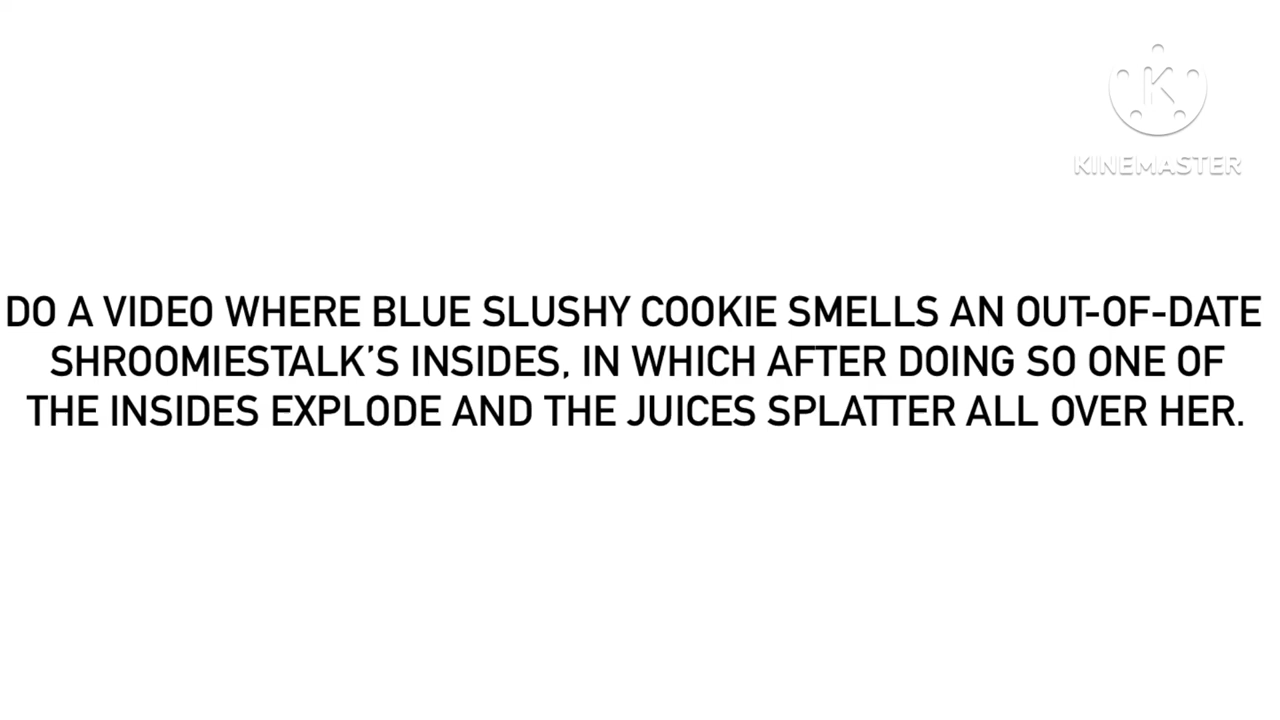 KINEMASTER
DO A VIDEO WHERE BLUE SLUSHY COOKIE SMELLS AN OUT-OF-DATE
SHROOMIESTALK’S INSIDES, IN WHICH AFTER DOING SO ONE OF
THE INSIDES EXPLODE AND THE JUICES SPLATTER ALL OVER HER.